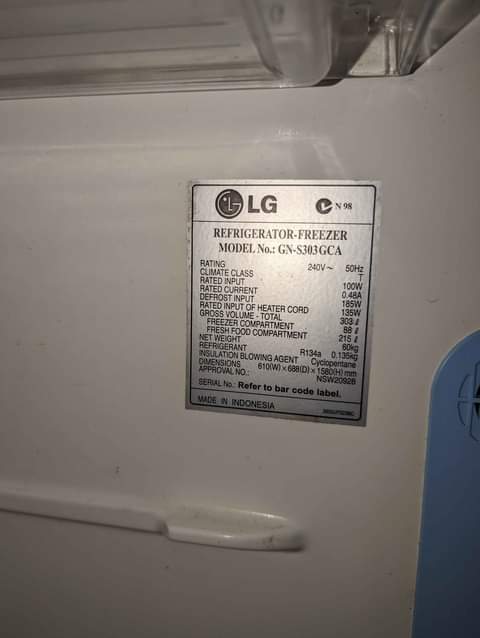 LG N 98
REFRIGERATOR-FREEZER
MODEL No.: GN-S303GCA
RATING 240V~ 50Hz
CLIMATE CLASS T
RATED INPUT 100W
RATED CURRENT 0.48A
DEFROST INPUT 185W
RATED INPUT OF HEATER CORD 135W
GROSS VOLUME - TOTAL 303 ℓ
FREEZER COMPARTMENT 88 ℓ
FRESH FOOD COMPARTMENT 215 ℓ
NET WEIGHT 60kg
REFRIGERANT R134a 0.135kg
INSULATION BLOWING AGENT Cyclopentane
DIMENSIONS 610(W) × 688(D) × 1580(H) mm
APPROVAL NO.: NSW20928
SERIAL No.: Refer to bar code label.
MADE IN INDONESIA